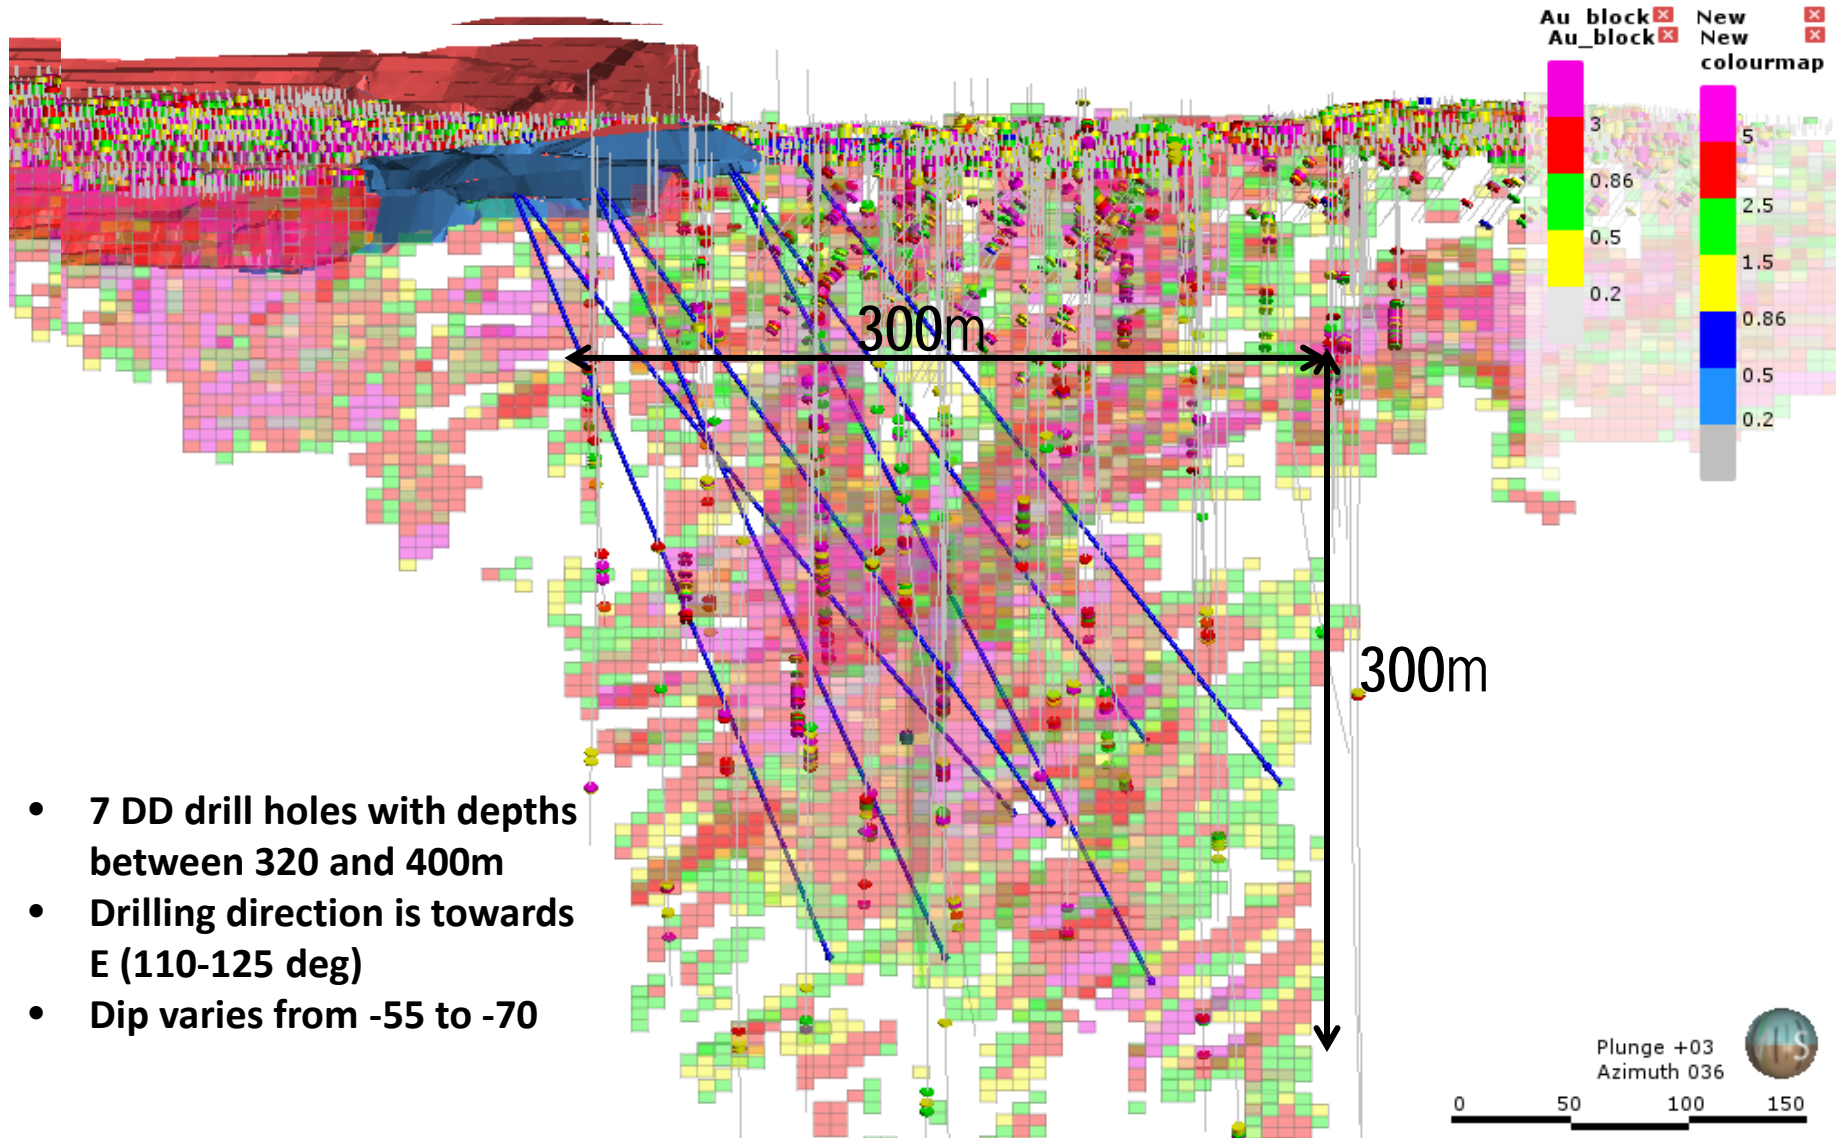 Au_block New
Au_block New
colourmap
3
0.86
0.5
0.2
5
2.5
1.5
0.86
0.5
0.2
300m
300m
• 7 DD drill holes with depths
between 320 and 400m
• Drilling direction is towards
E (110-125 deg)
• Dip varies from -55 to -70
Plunge +03
Azimuth 036
S
0 50 100 150